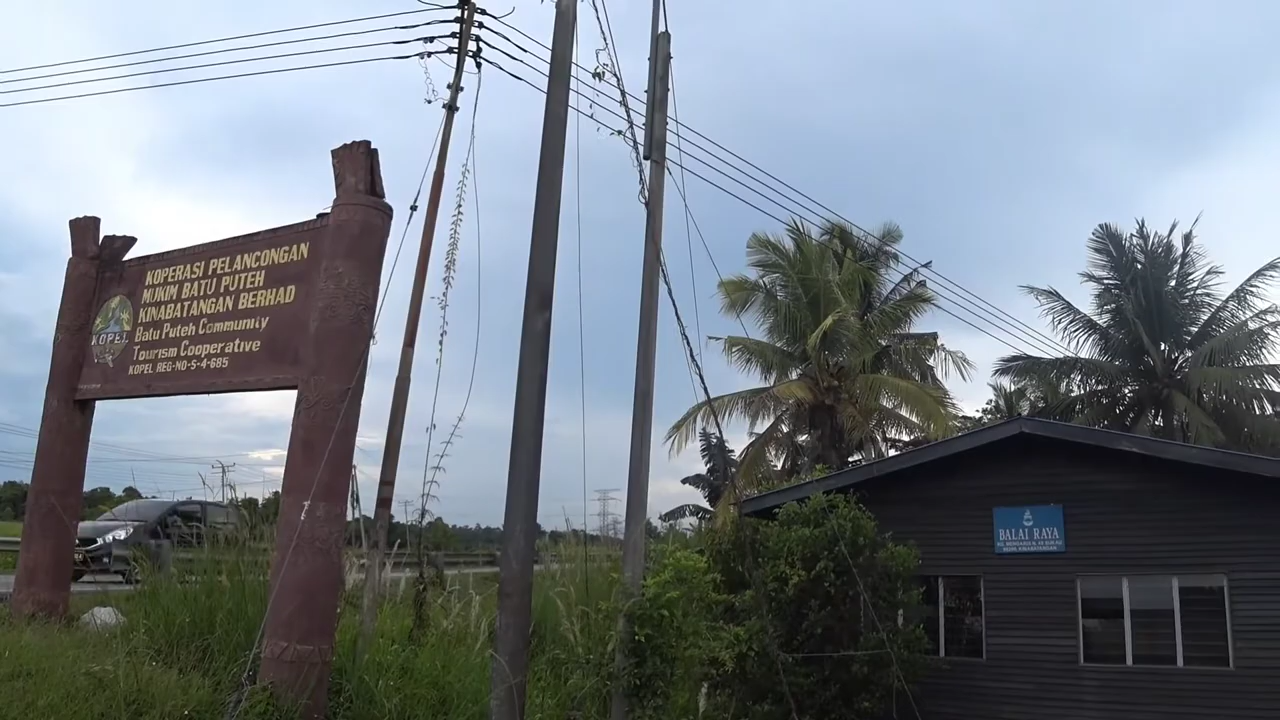 KOPERASI PELANCONGAN
MUKIM BATU PUTEH
KINABATANGAN BERHAD
Batu Puteh Community
Tourism Cooperative
KOPEL REG-NO-S-4-685
KOPEL
BALAI RAYA